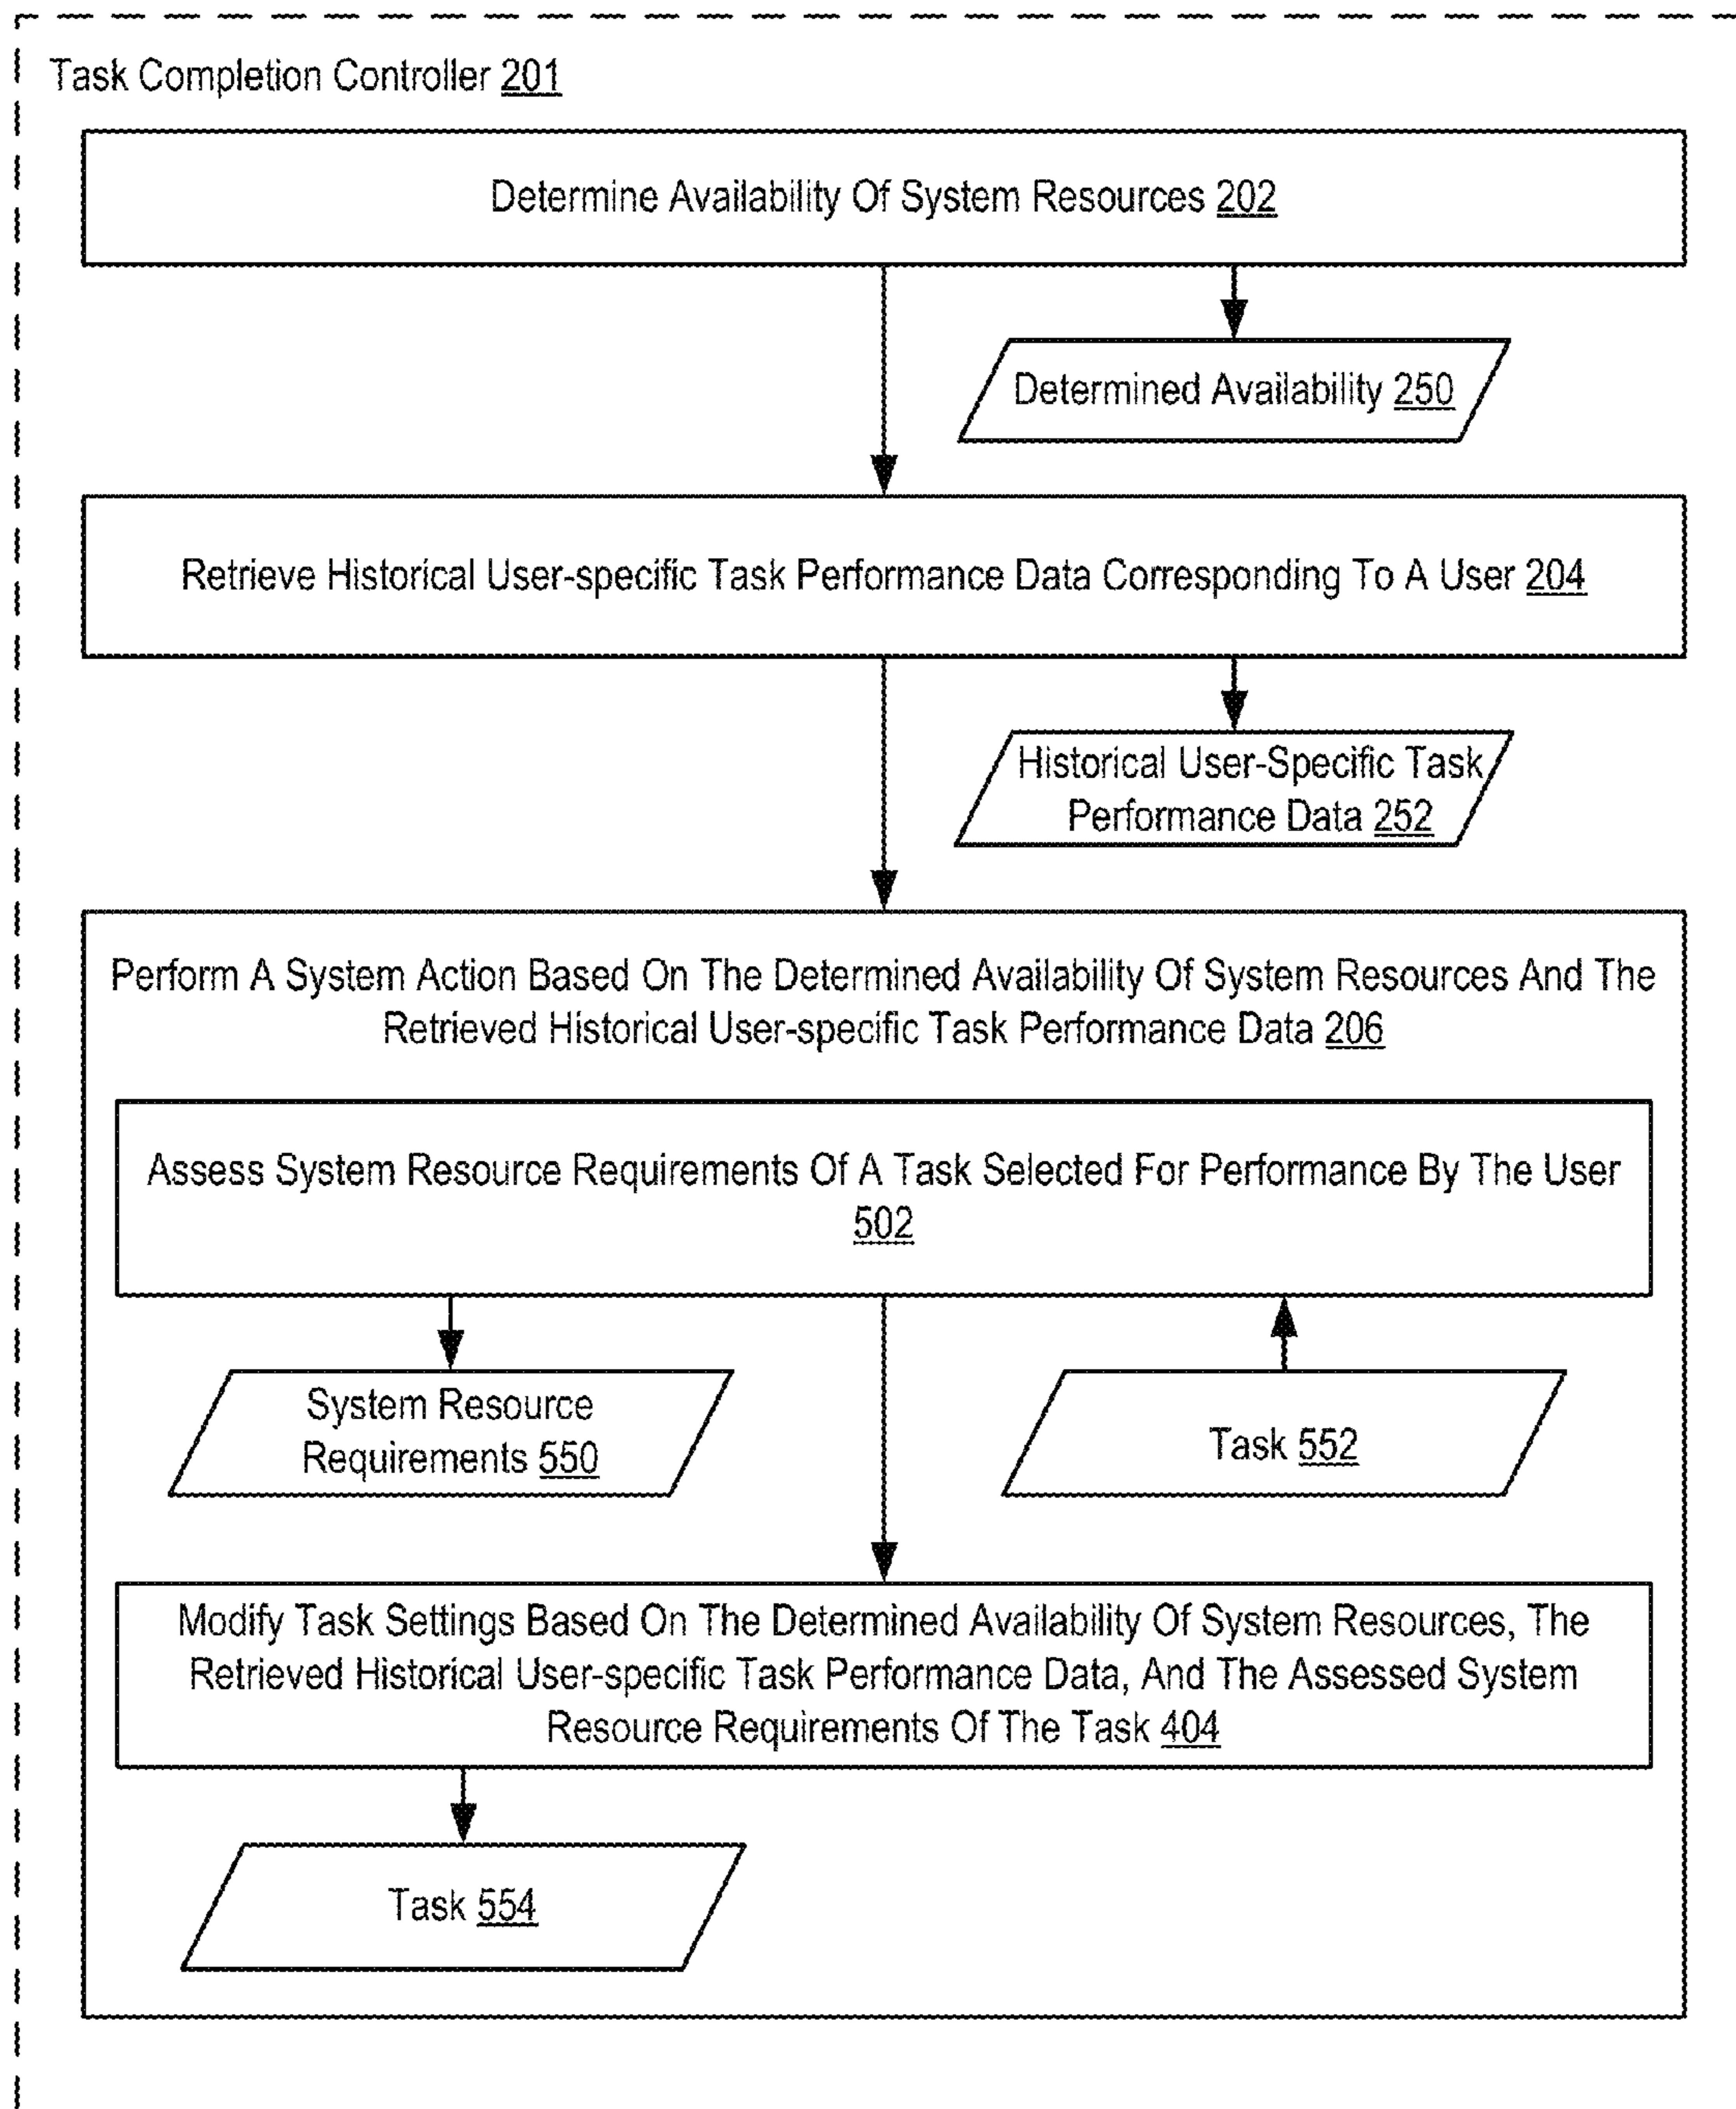 Task Completion Controller 201
Determine Availability Of System Resources 202
Determined Availability 250
Retrieve Historical User-specific Task Performance Data Corresponding To A User 204
Historical User-Specific Task
Performance Data 252
Perform A System Action Based On The Determined Availability Of System Resources And The
Retrieved Historical User-specific Task Performance Data 206
Assess System Resource Requirements Of A Task Selected For Performance By The User
502
System Resource
Requirements 550
Task 552
Modify Task Settings Based On The Determined Availability Of System Resources, The
Retrieved Historical User-specific Task Performance Data, And The Assessed System
Resource Requirements Of The Task 404
Task 554